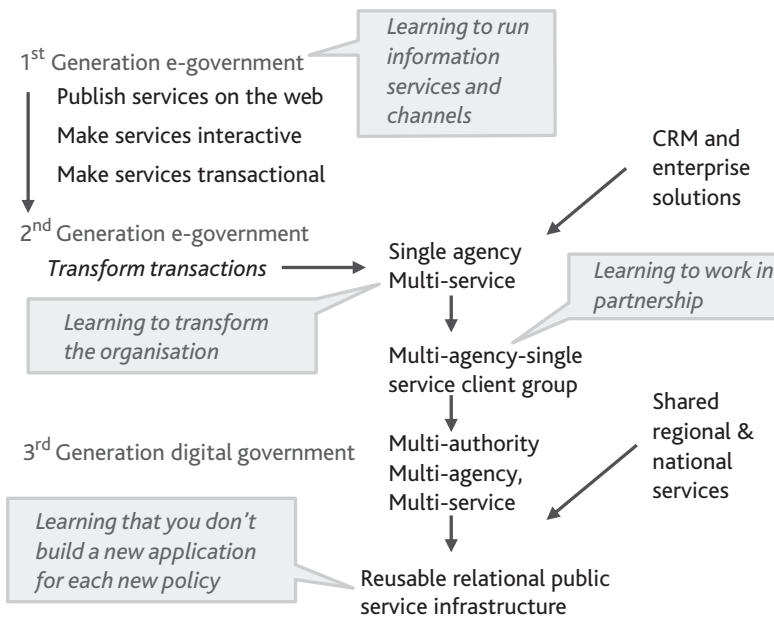 Learning to run
information
services and
channels
1st Generation e-government
Publish services on the web
Make services interactive
Make services transactional
CRM and
enterprise
solutions
2nd Generation e-government
Transform transactions
Single agency
Multi-service
Learning to work in
partnership
Learning to transform
the organisation
Multi-agency-single
service client group
Shared
regional &
national
services
3rd Generation digital government
Multi-authority
Multi-agency,
Multi-service
Learning that you don't
build a new application
for each new policy
Reusable relational public
service infrastructure